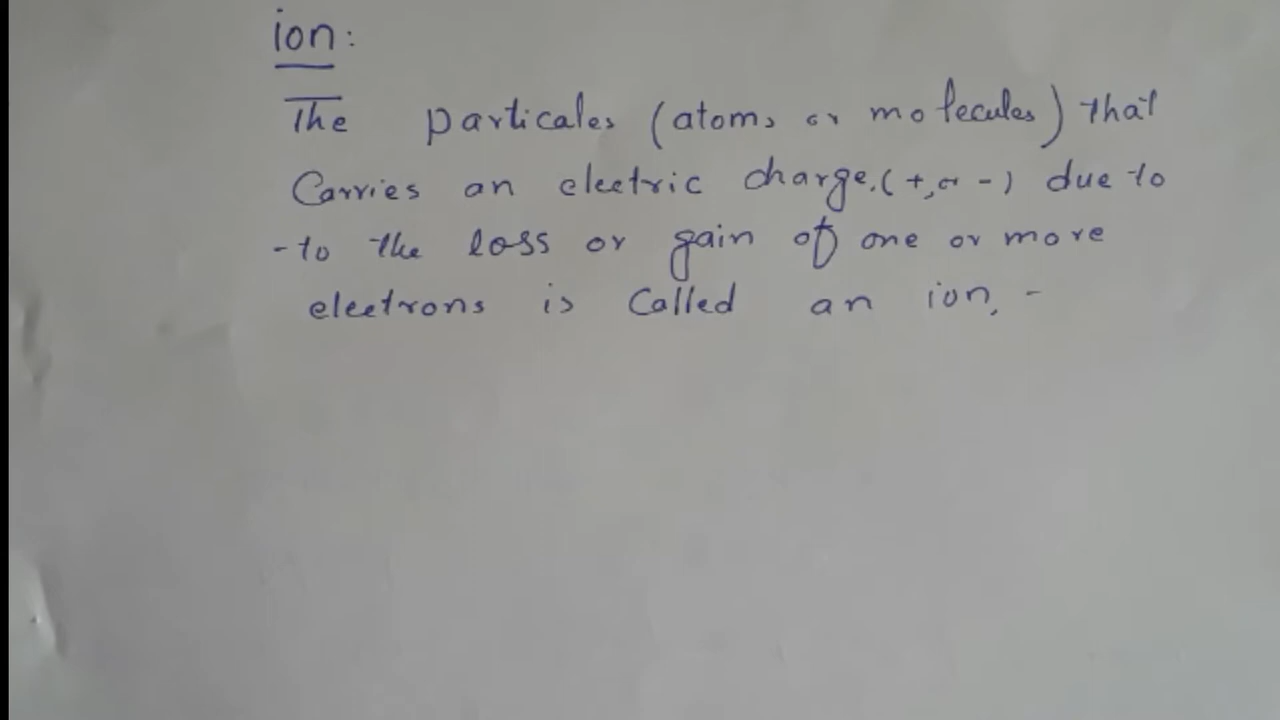 ion:
The particales (atoms or molecules) that
Carries an electric charge.(+,or -) due to
-to the loss or gain of one or more
electrons is called an ion. -